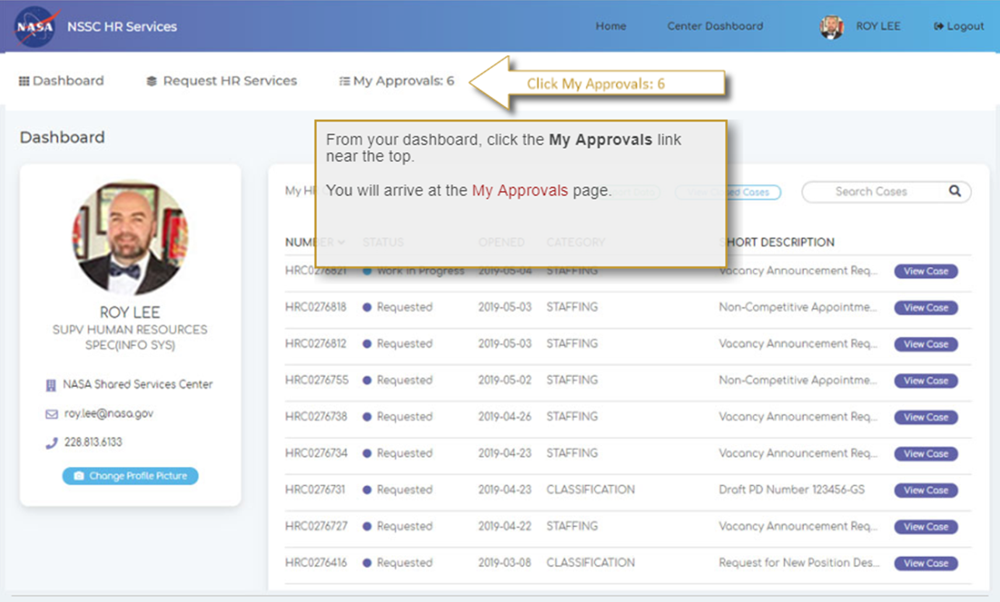 NASA NSSC HR Services Home Center Dashboard ROY LEE Logout
Dashboard Request HR Services My Approvals: 6
Click My Approvals: 6
Dashboard
From your dashboard, click the My Approvals link
near the top.
You will arrive at the My Approvals page.
My HR Search Cases
NUMBER STATUS OPENED CATEGORY SHORT DESCRIPTION
HRC0276821 Work in Progress 2019-05-04 STAFFING Vacancy Announcement Req... View Case
HRC0276818 Requested 2019-05-03 STAFFING Non-Competitive Appointme... View Case
HRC0276812 Requested 2019-05-03 STAFFING Vacancy Announcement Req... View Case
HRC0276755 Requested 2019-05-02 STAFFING Non-Competitive Appointme... View Case
HRC0276738 Requested 2019-04-26 STAFFING Vacancy Announcement Req... View Case
HRC0276734 Requested 2019-04-23 STAFFING Vacancy Announcement Req... View Case
HRC0276731 Requested 2019-04-23 CLASSIFICATION Draft PD Number 123456-GS View Case
HRC0276727 Requested 2019-04-22 STAFFING Vacancy Announcement Req... View Case
HRC0276416 Requested 2019-03-08 CLASSIFICATION Request for New Position Des... View Case
ROY LEE
SUPV HUMAN RESOURCES
SPEC(INFO SYS)
NASA Shared Services Center
roy.lee@nasa.gov
228.813.6133
Change Profile Picture